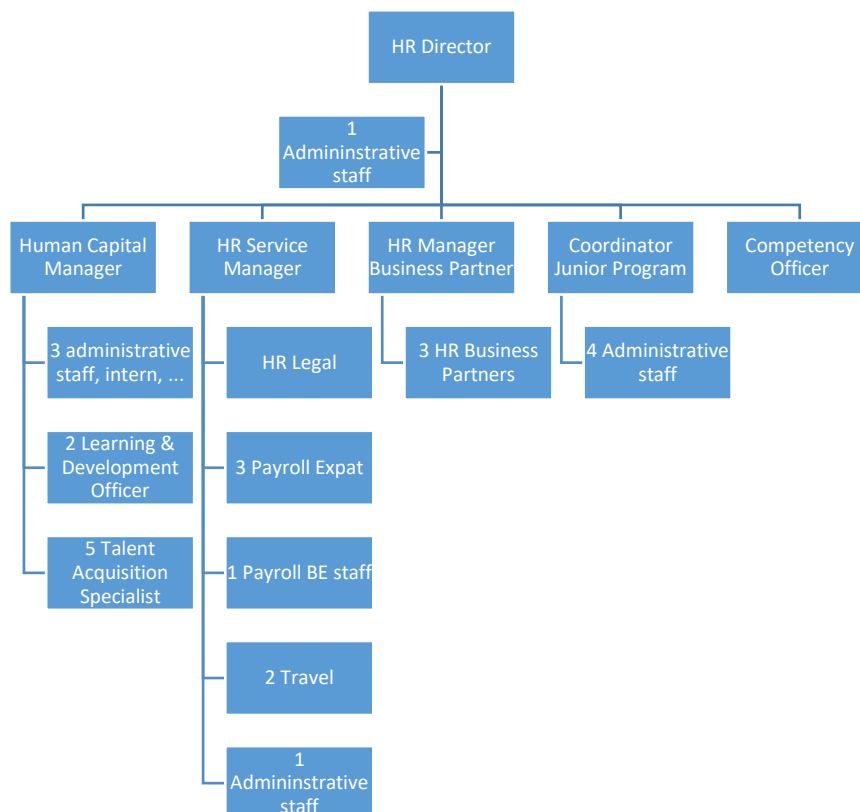 HR Director
1
Admininstrative
staff
Human Capital
Manager
HR Service
Manager
HR Manager
Business Partner
Coordinator
Junior Program
Competency
Officer
3 administrative
staff, intern, ...
HR Legal
3 HR Business
Partners
4 Administrative
staff
2 Learning &
Development
Officer
3 Payroll Expat
5 Talent
Acquisition
Specialist
1 Payroll BE staff
2 Travel
1
Admininstrative
staff